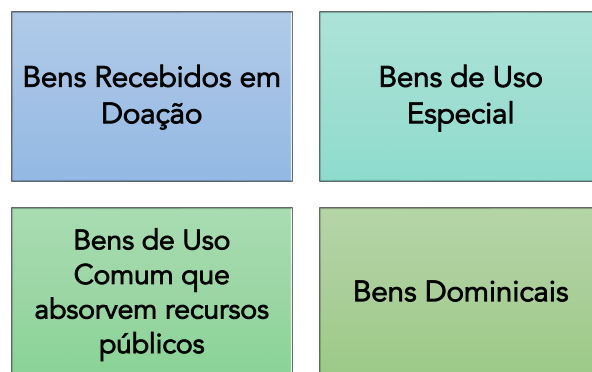 Bens Recebidos em
Doação
Bens de Uso
Especial
Bens de Uso
Comum que
absorvem recursos
públicos
Bens Dominicais